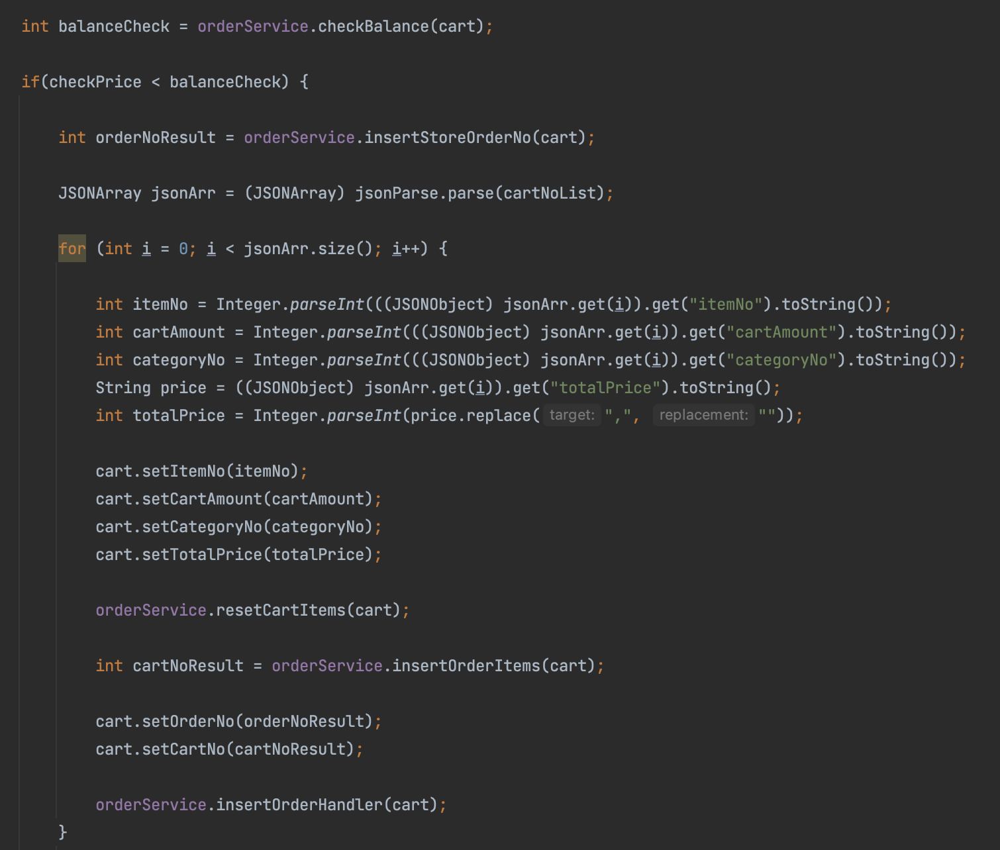 int balanceCheck = orderService.checkBalance(cart);
if(checkPrice < balanceCheck) {
int orderNoResult = orderService.insertStoreOrderNo(cart);
JSONArray jsonArr = (JSONArray) jsonParse.parse(cartNoList);
for (int i = 0; i < jsonArr.size(); i++) {
int itemNo = Integer.parseInt(((JSONObject) jsonArr.get(i)).get("itemNo").toString());
int cartAmount = Integer.parseInt(((JSONObject) jsonArr.get(i)).get("cartAmount").toString());
int categoryNo = Integer.parseInt(((JSONObject) jsonArr.get(i)).get("categoryNo").toString());
String price = ((JSONObject) jsonArr.get(i)).get("totalPrice").toString();
int totalPrice = Integer.parseInt(price.replace( target: ",", replacement: ""));
cart.setItemNo(itemNo);
cart.setCartAmount(cartAmount);
cart.setCategoryNo(categoryNo);
cart.setTotalPrice(totalPrice);
orderService.resetCartItems(cart);
int cartNoResult = orderService.insertOrderItems(cart);
cart.setOrderNo(orderNoResult);
cart.setCartNo(cartNoResult);
orderService.insertOrderHandler(cart);
}